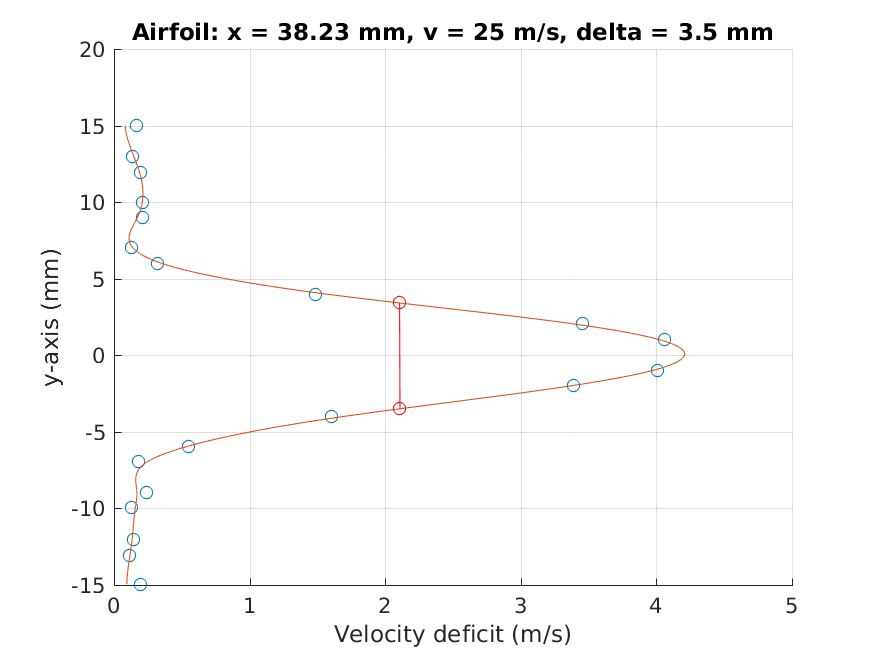 Airfoil: x = 38.23 mm, v = 25 m/s, delta = 3.5 mm
20
15
10
5
0
-5
-10
-15
y-axis (mm)
0 1 2 3 4 5
Velocity deficit (m/s)